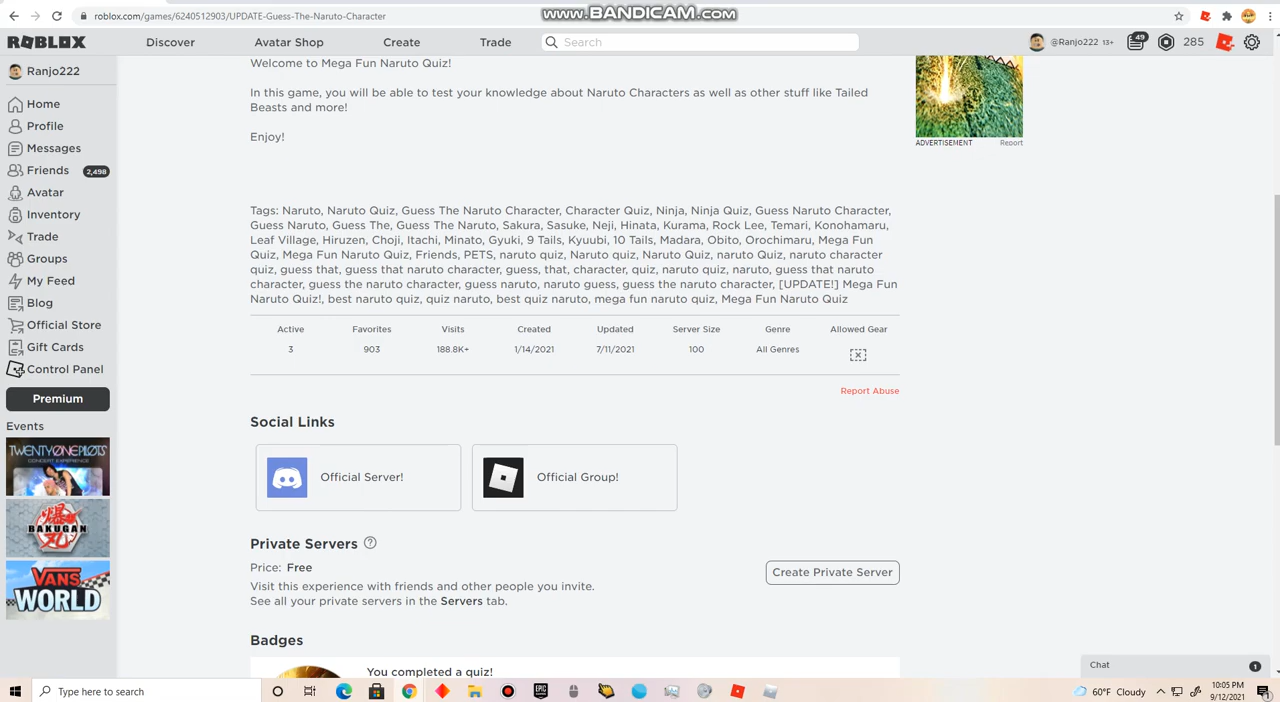 roblox.com/games/6240512903/UPDATE-Guess-The-Naruto-Character
www.BANDICAM.com
ROBLOX
Discover
Avatar Shop
Create
Trade
Search
@Ranjo222 13+
49
285
Ranjo222
Home
Profile
Messages
Friends 2,498
Avatar
Inventory
Trade
Groups
My Feed
Blog
Official Store
Gift Cards
Control Panel
Premium
Events
TWENTY ONE PILOTS
CONCERT EXPERIENCE
BAKUGAN
VANS
WORLD
Welcome to Mega Fun Naruto Quiz!
In this game, you will be able to test your knowledge about Naruto Characters as well as other stuff like Tailed
Beasts and more!
Enjoy!
ADVERTISEMENT Report
Tags: Naruto, Naruto Quiz, Guess The Naruto Character, Character Quiz, Ninja, Ninja Quiz, Guess Naruto Character,
Guess Naruto, Guess The, Guess The Naruto, Sakura, Sasuke, Neji, Hinata, Kurama, Rock Lee, Temari, Konohamaru,
Leaf Village, Hiruzen, Choji, Itachi, Minato, Gyuki, 9 Tails, Kyuubi, 10 Tails, Madara, Obito, Orochimaru, Mega Fun
Quiz, Mega Fun Naruto Quiz, Friends, PETS, naruto quiz, Naruto quiz, Naruto Quiz, naruto Quiz, naruto character
quiz, guess that, guess that naruto character, guess, that, character, quiz, naruto quiz, naruto, guess that naruto
character, guess the naruto character, guess naruto, naruto guess, guess the naruto character, [UPDATE!] Mega Fun
Naruto Quiz!, best naruto quiz, quiz naruto, best quiz naruto, mega fun naruto quiz, Mega Fun Naruto Quiz
Active Favorites Visits Created Updated Server Size Genre Allowed Gear
3 903 188.8K+ 1/14/2021 7/11/2021 100 All Genres
Report Abuse
Social Links
Official Server!
Official Group!
Private Servers
Price: Free
Visit this experience with friends and other people you invite.
See all your private servers in the Servers tab.
Create Private Server
Badges
You completed a quiz!
Chat 1
Type here to search
EPIC
60°F Cloudy
10:05 PM
9/12/2021
1